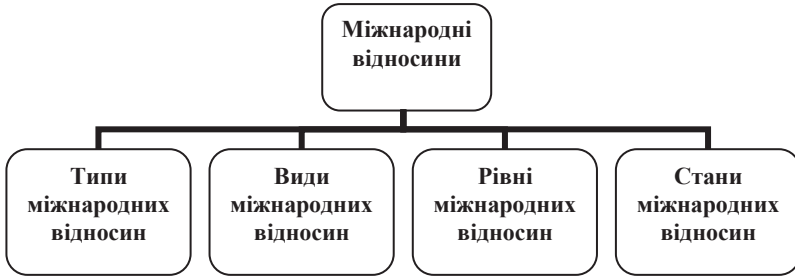 Міжнародні
відносини
Типи
міжнародних
відносин
Види
міжнародних
відносин
Рівні
міжнародних
відносин
Стани
міжнародних
відносин